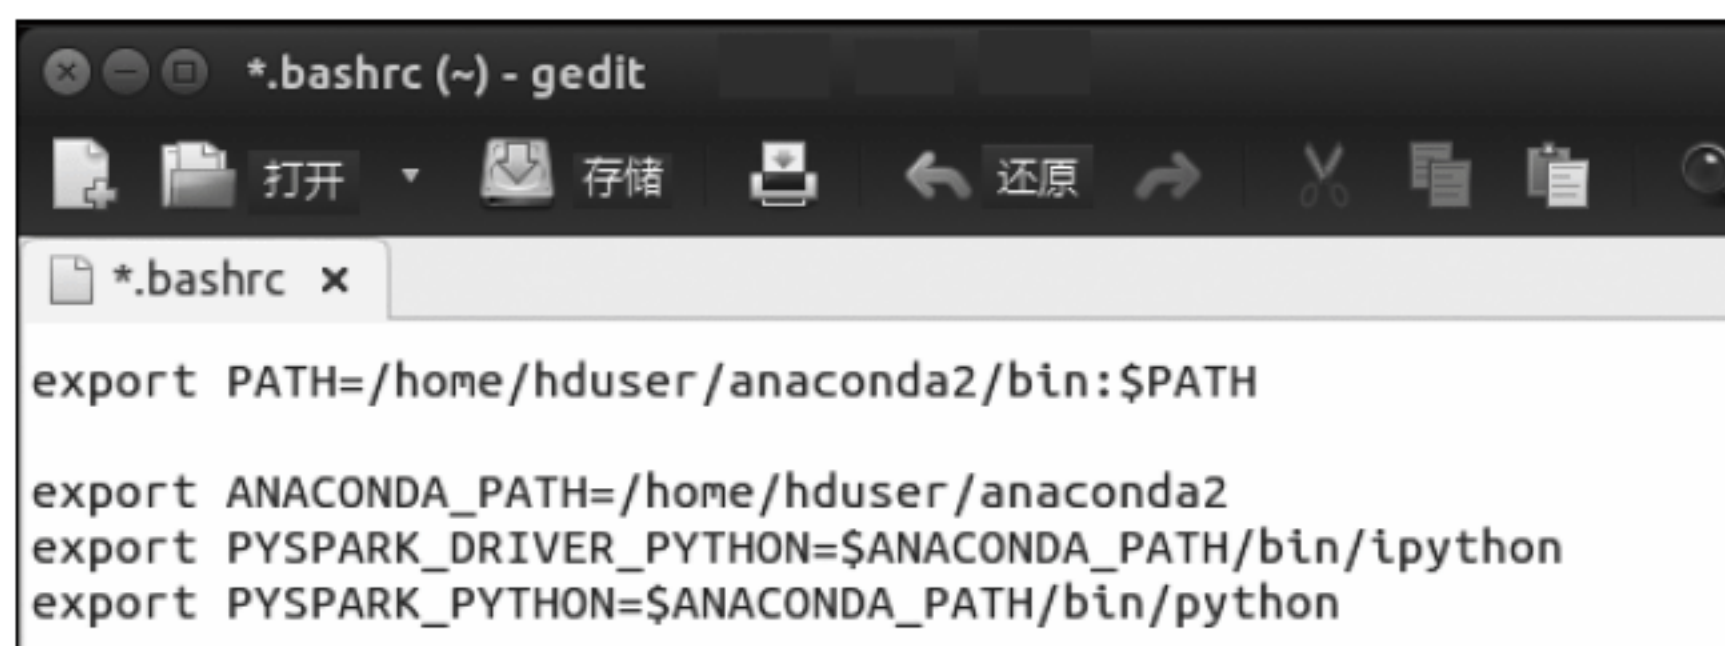 *.bashrc (~) - gedit
打开 存储 还原
*.bashrc
export PATH=/home/hduser/anaconda2/bin:$PATH
export ANACONDA_PATH=/home/hduser/anaconda2
export PYSPARK_DRIVER_PYTHON=$ANACONDA_PATH/bin/ipython
export PYSPARK_PYTHON=$ANACONDA_PATH/bin/python